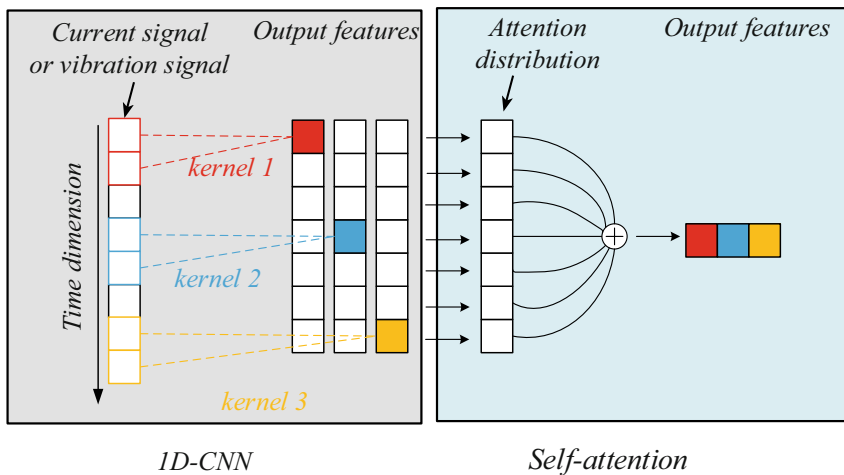 Current signal
or vibration signal
Output features
Time dimension
kernel 1
kernel 2
kernel 3
1D-CNN
Attention
distribution
Output features
Self-attention